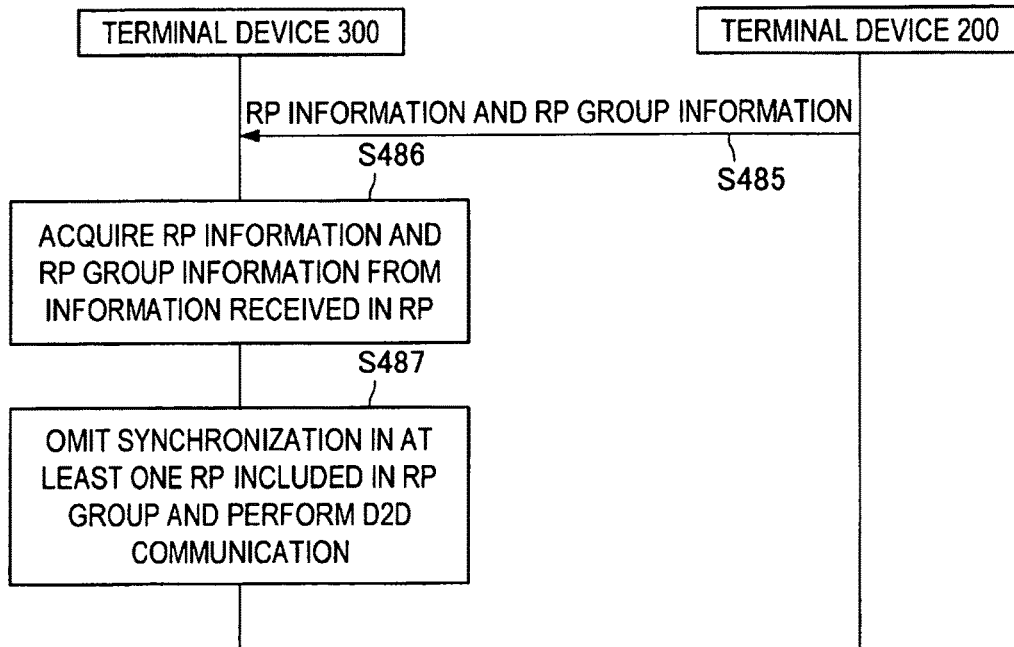 TERMINAL DEVICE 300
TERMINAL DEVICE 200
RP INFORMATION AND RP GROUP INFORMATION
S485
S486
ACQUIRE RP INFORMATION AND
RP GROUP INFORMATION FROM
INFORMATION RECEIVED IN RP
S487
OMIT SYNCHRONIZATION IN AT
LEAST ONE RP INCLUDED IN RP
GROUP AND PERFORM D2D
COMMUNICATION